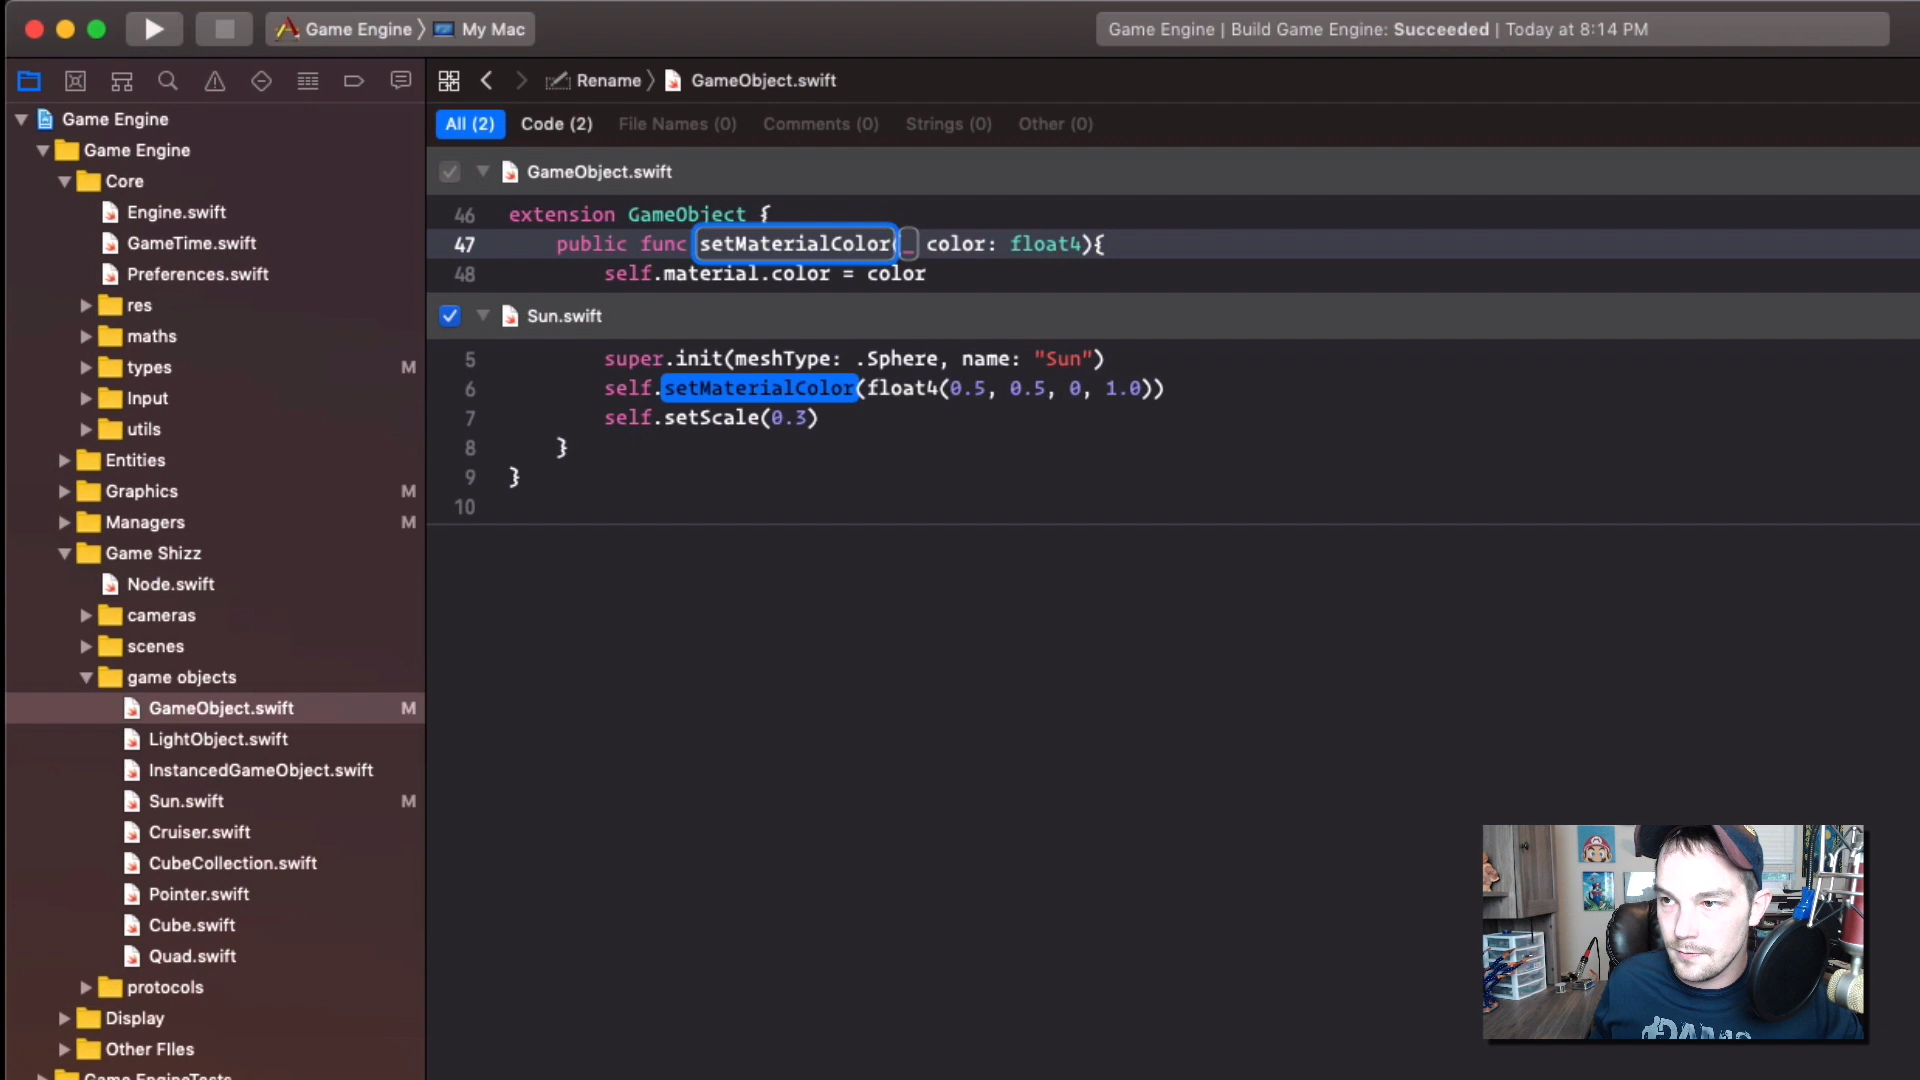 Game Engine 〉 My Mac
Game Engine | Build Game Engine: Succeeded | Today at 8:14 PM
Rename 〉 GameObject.swift
All (2) Code (2) File Names (0) Comments (0) Strings (0) Other (0)
GameObject.swift
46 extension GameObject {
47 public func setMaterialColor(_ color: float4){
48 self.material.color = color
Sun.swift
5 super.init(meshType: .Sphere, name: "Sun")
6 self.setMaterialColor(float4(0.5, 0.5, 0, 1.0))
7 self.setScale(0.3)
8 }
9 }
10
Game Engine
Game Engine
Core
Engine.swift
GameTime.swift
Preferences.swift
res
maths
types M
Input
utils
Entities
Graphics M
Managers M
Game Shizz
Node.swift
cameras
scenes
game objects
GameObject.swift M
LightObject.swift
InstancedGameObject.swift
Sun.swift M
Cruiser.swift
CubeCollection.swift
Pointer.swift
Cube.swift
Quad.swift
protocols
Display
Other FIles
Game EngineTests